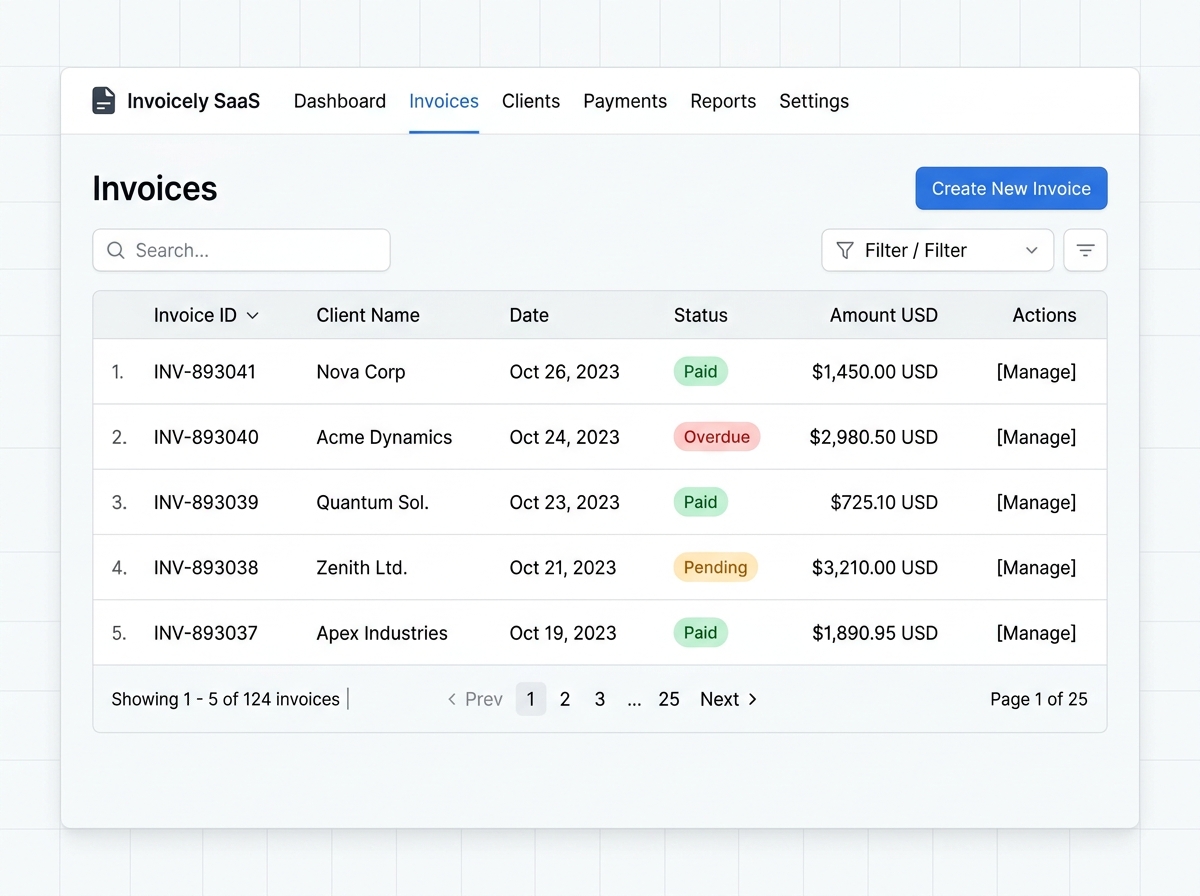 Invoicely SaaS Dashboard Invoices Clients Payments Reports Settings
Invoices Create New Invoice
Search... Filter / Filter
Invoice ID Client Name Date Status Amount USD Actions
1. INV-893041 Nova Corp Oct 26, 2023 Paid $1,450.00 USD [Manage]
2. INV-893040 Acme Dynamics Oct 24, 2023 Overdue $2,980.50 USD [Manage]
3. INV-893039 Quantum Sol. Oct 23, 2023 Paid $725.10 USD [Manage]
4. INV-893038 Zenith Ltd. Oct 21, 2023 Pending $3,210.00 USD [Manage]
5. INV-893037 Apex Industries Oct 19, 2023 Paid $1,890.95 USD [Manage]
Showing 1 - 5 of 124 invoices | Prev 1 2 3 ... 25 Next Page 1 of 25